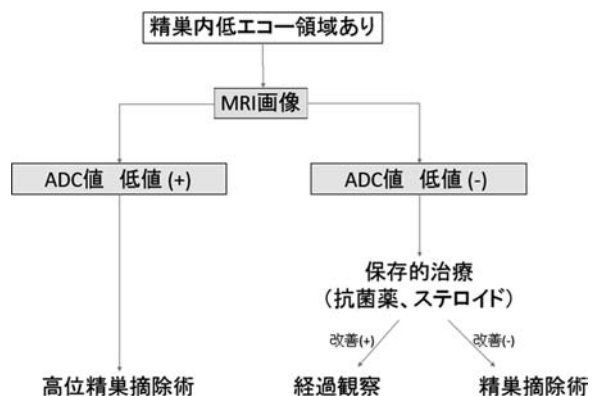 精巣内低エコー領域あり
MRI画像
ADC値 低値 (+)
ADC値 低値 (-)
保存的治療
(抗菌薬、ステロイド)
改善(+)
改善(-)
高位精巣摘除術
経過観察
精巣摘除術